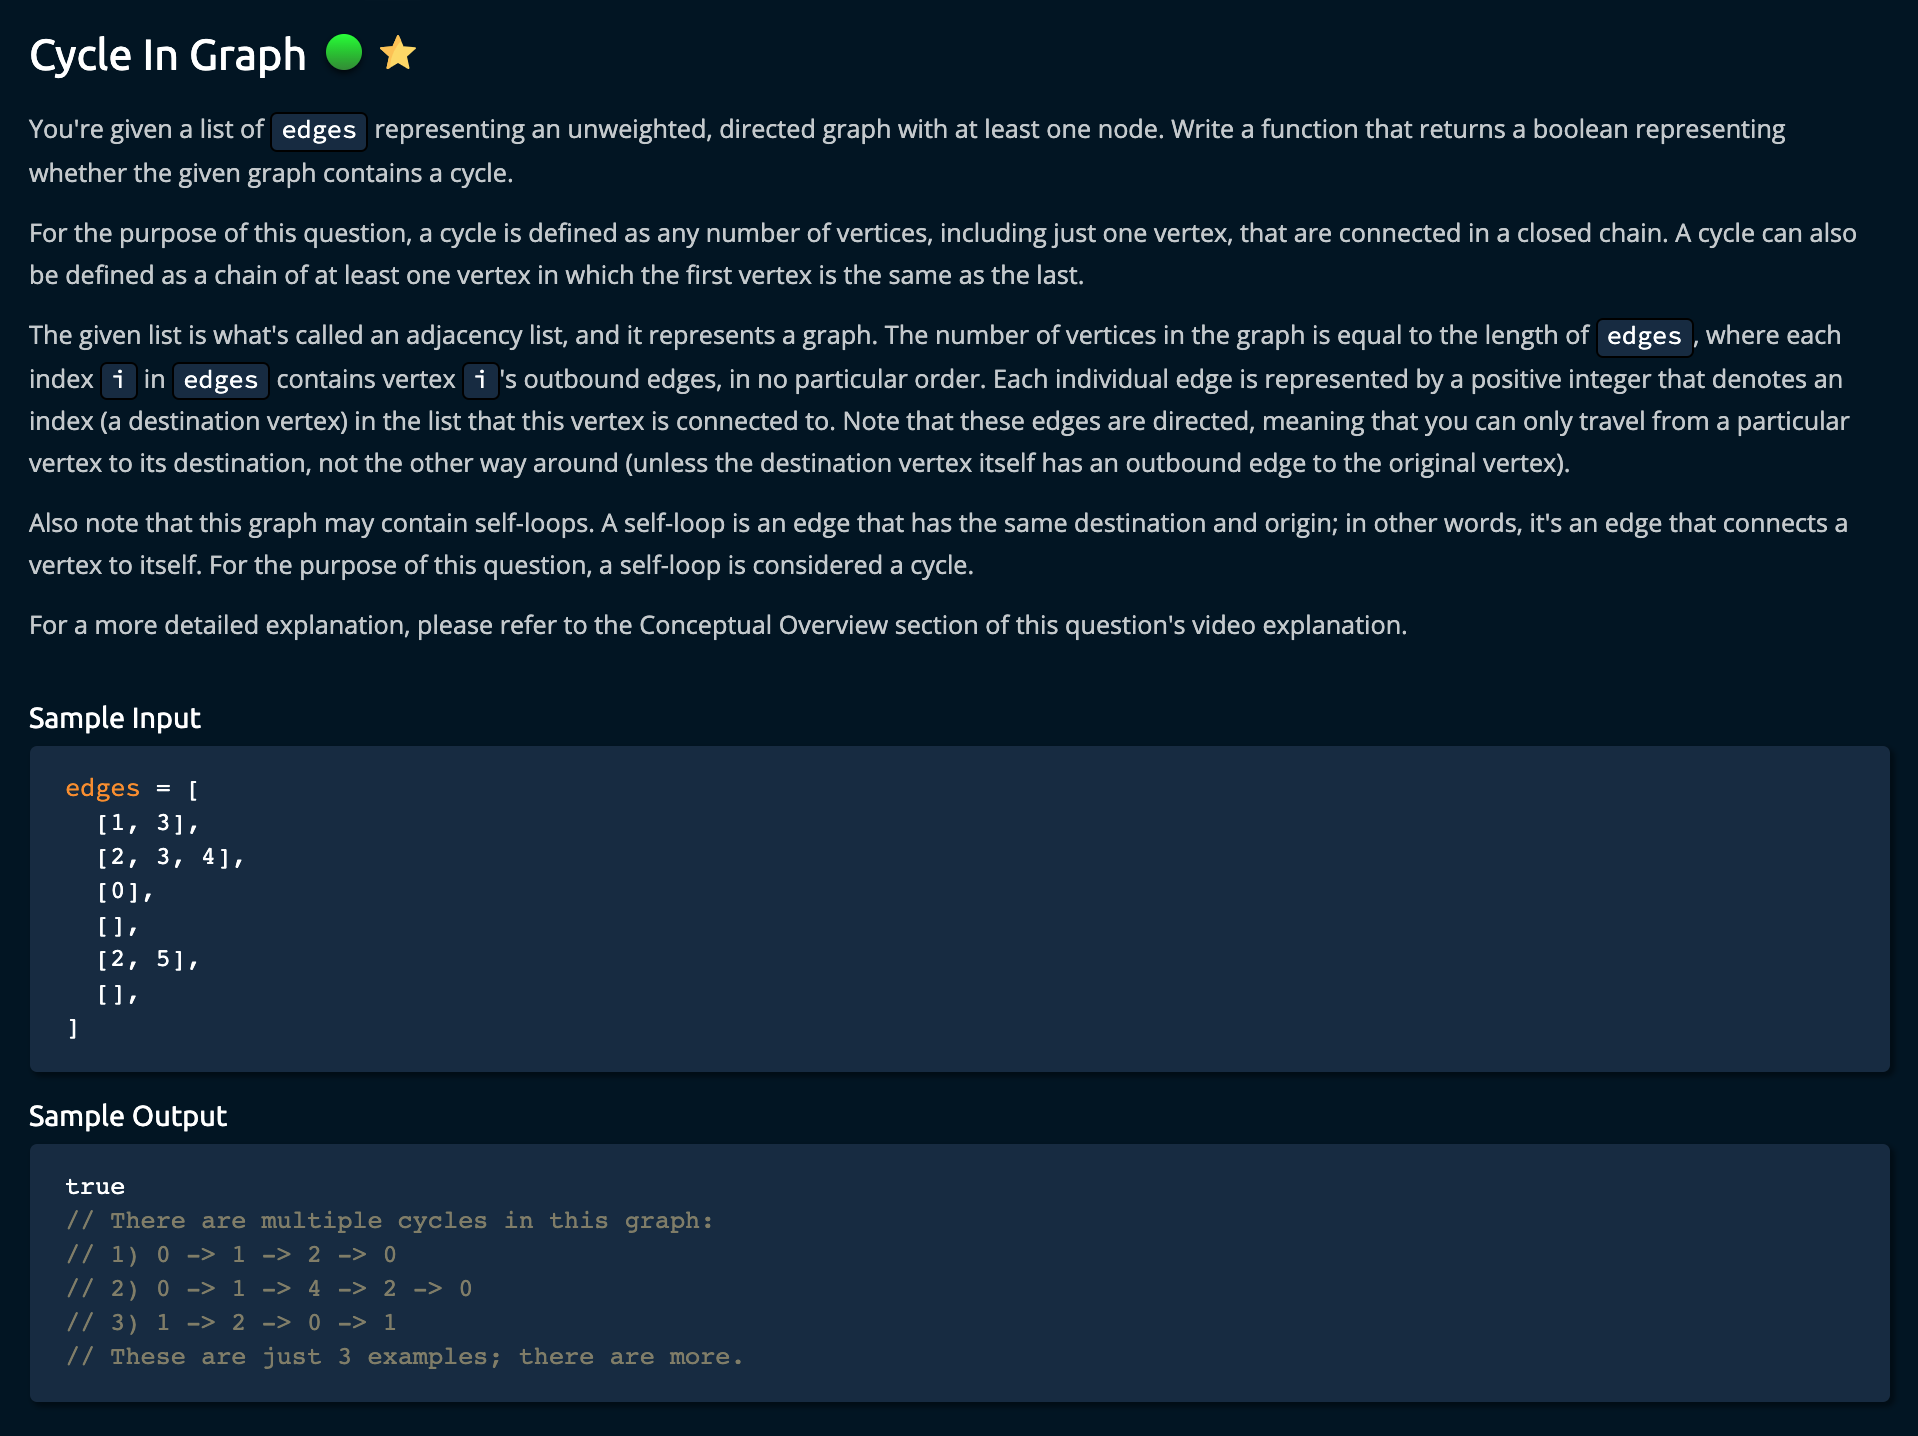 Cycle In Graph
You're given a list of edges representing an unweighted, directed graph with at least one node. Write a function that returns a boolean representing
whether the given graph contains a cycle.
For the purpose of this question, a cycle is defined as any number of vertices, including just one vertex, that are connected in a closed chain. A cycle can also
be defined as a chain of at least one vertex in which the first vertex is the same as the last.
The given list is what's called an adjacency list, and it represents a graph. The number of vertices in the graph is equal to the length of edges, where each
index i in edges contains vertex i's outbound edges, in no particular order. Each individual edge is represented by a positive integer that denotes an
index (a destination vertex) in the list that this vertex is connected to. Note that these edges are directed, meaning that you can only travel from a particular
vertex to its destination, not the other way around (unless the destination vertex itself has an outbound edge to the original vertex).
Also note that this graph may contain self-loops. A self-loop is an edge that has the same destination and origin; in other words, it's an edge that connects a
vertex to itself. For the purpose of this question, a self-loop is considered a cycle.
For a more detailed explanation, please refer to the Conceptual Overview section of this question's video explanation.
Sample Input
edges = [
  [1, 3],
  [2, 3, 4],
  [0],
  [],
  [2, 5],
  [],
]
Sample Output
true
// There are multiple cycles in this graph:
// 1) 0 -> 1 -> 2 -> 0
// 2) 0 -> 1 -> 4 -> 2 -> 0
// 3) 1 -> 2 -> 0 -> 1
// These are just 3 examples; there are more.